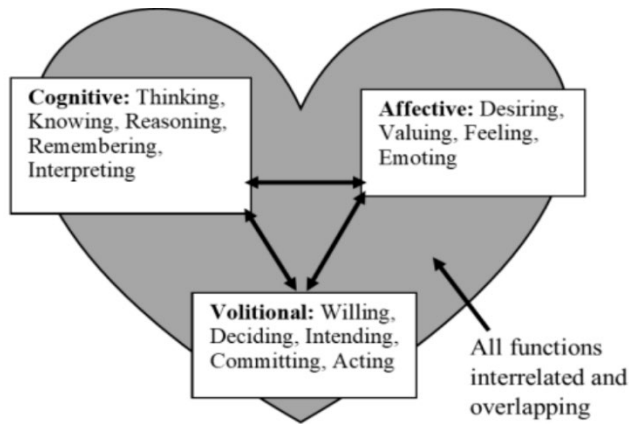 Cognitive: Thinking,
Knowing, Reasoning,
Remembering,
Interpreting
Affective: Desiring,
Valuing, Feeling,
Emoting
Volitional: Willing,
Deciding, Intending,
Committing, Acting
All functions
interrelated and
overlapping